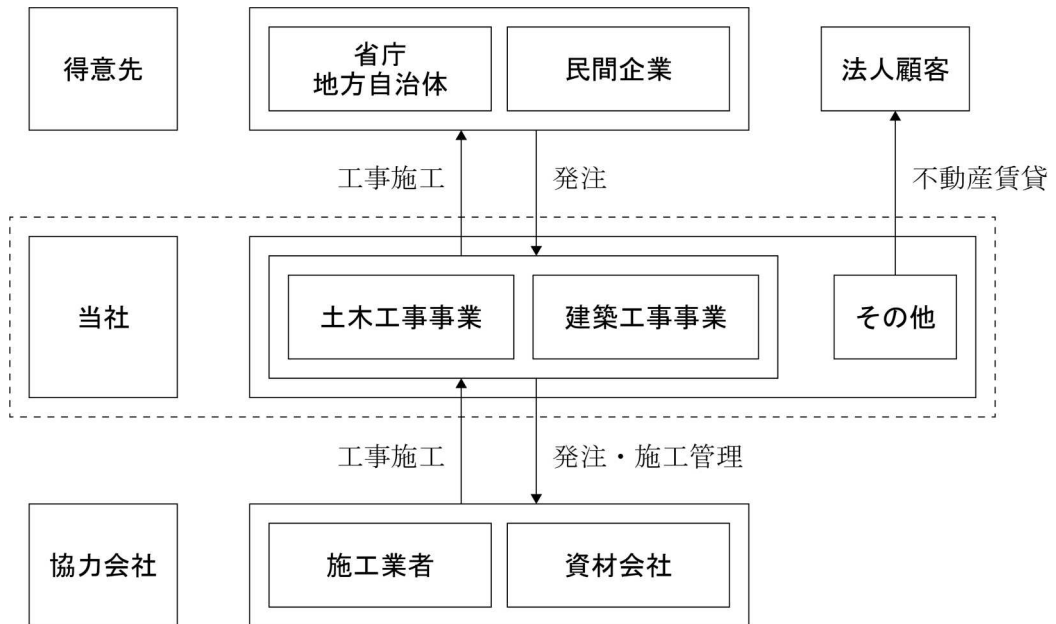 得意先
省庁
地方自治体
民間企業
法人顧客
工事施工
発注
不動産賃貸
当社
土木工事事業
建築工事事業
その他
工事施工
発注・施工管理
協力会社
施工業者
資材会社